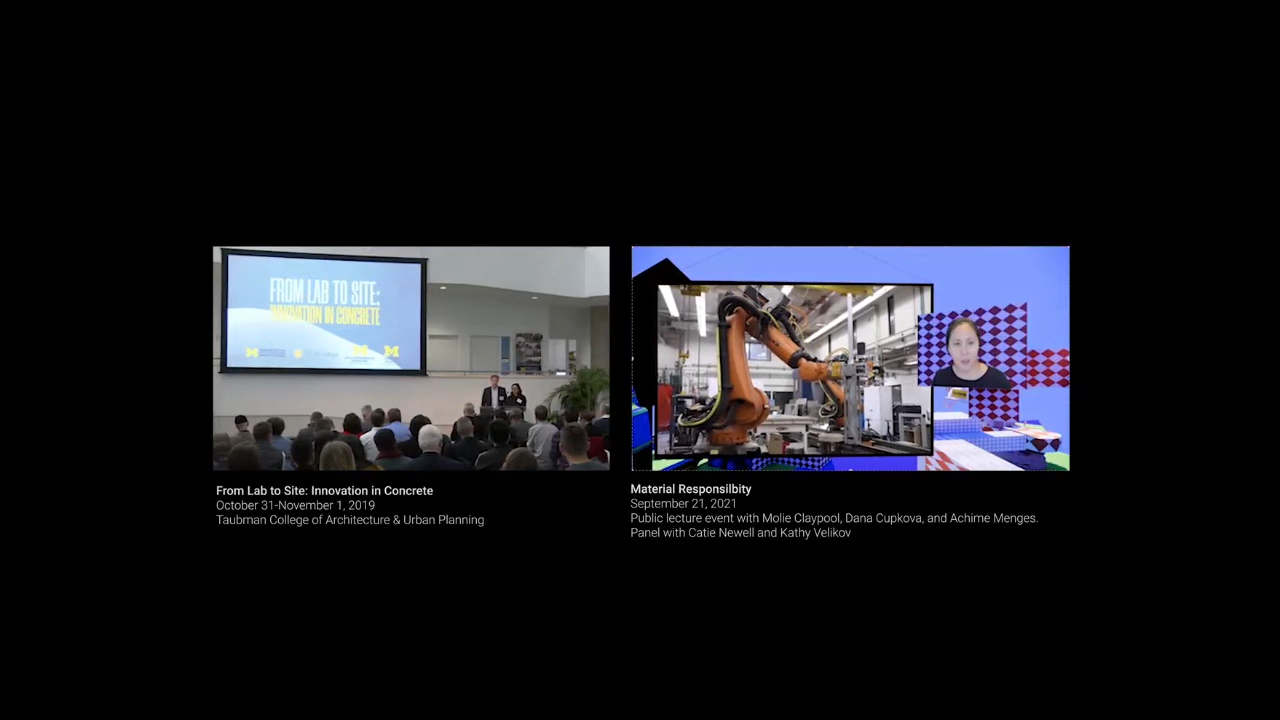 FROM LAB TO SITE:
INNOVATION IN CONCRETE
From Lab to Site: Innovation in Concrete
October 31-November 1, 2019
Taubman College of Architecture & Urban Planning
Material Responsilbity
September 21, 2021
Public lecture event with Molie Claypool, Dana Cupkova, and Achime Menges.
Panel with Catie Newell and Kathy Velikov